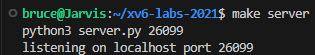 bruce@Jarvis:~/xv6-labs-2021$ make server
python3 server.py 26099
listening on localhost port 26099